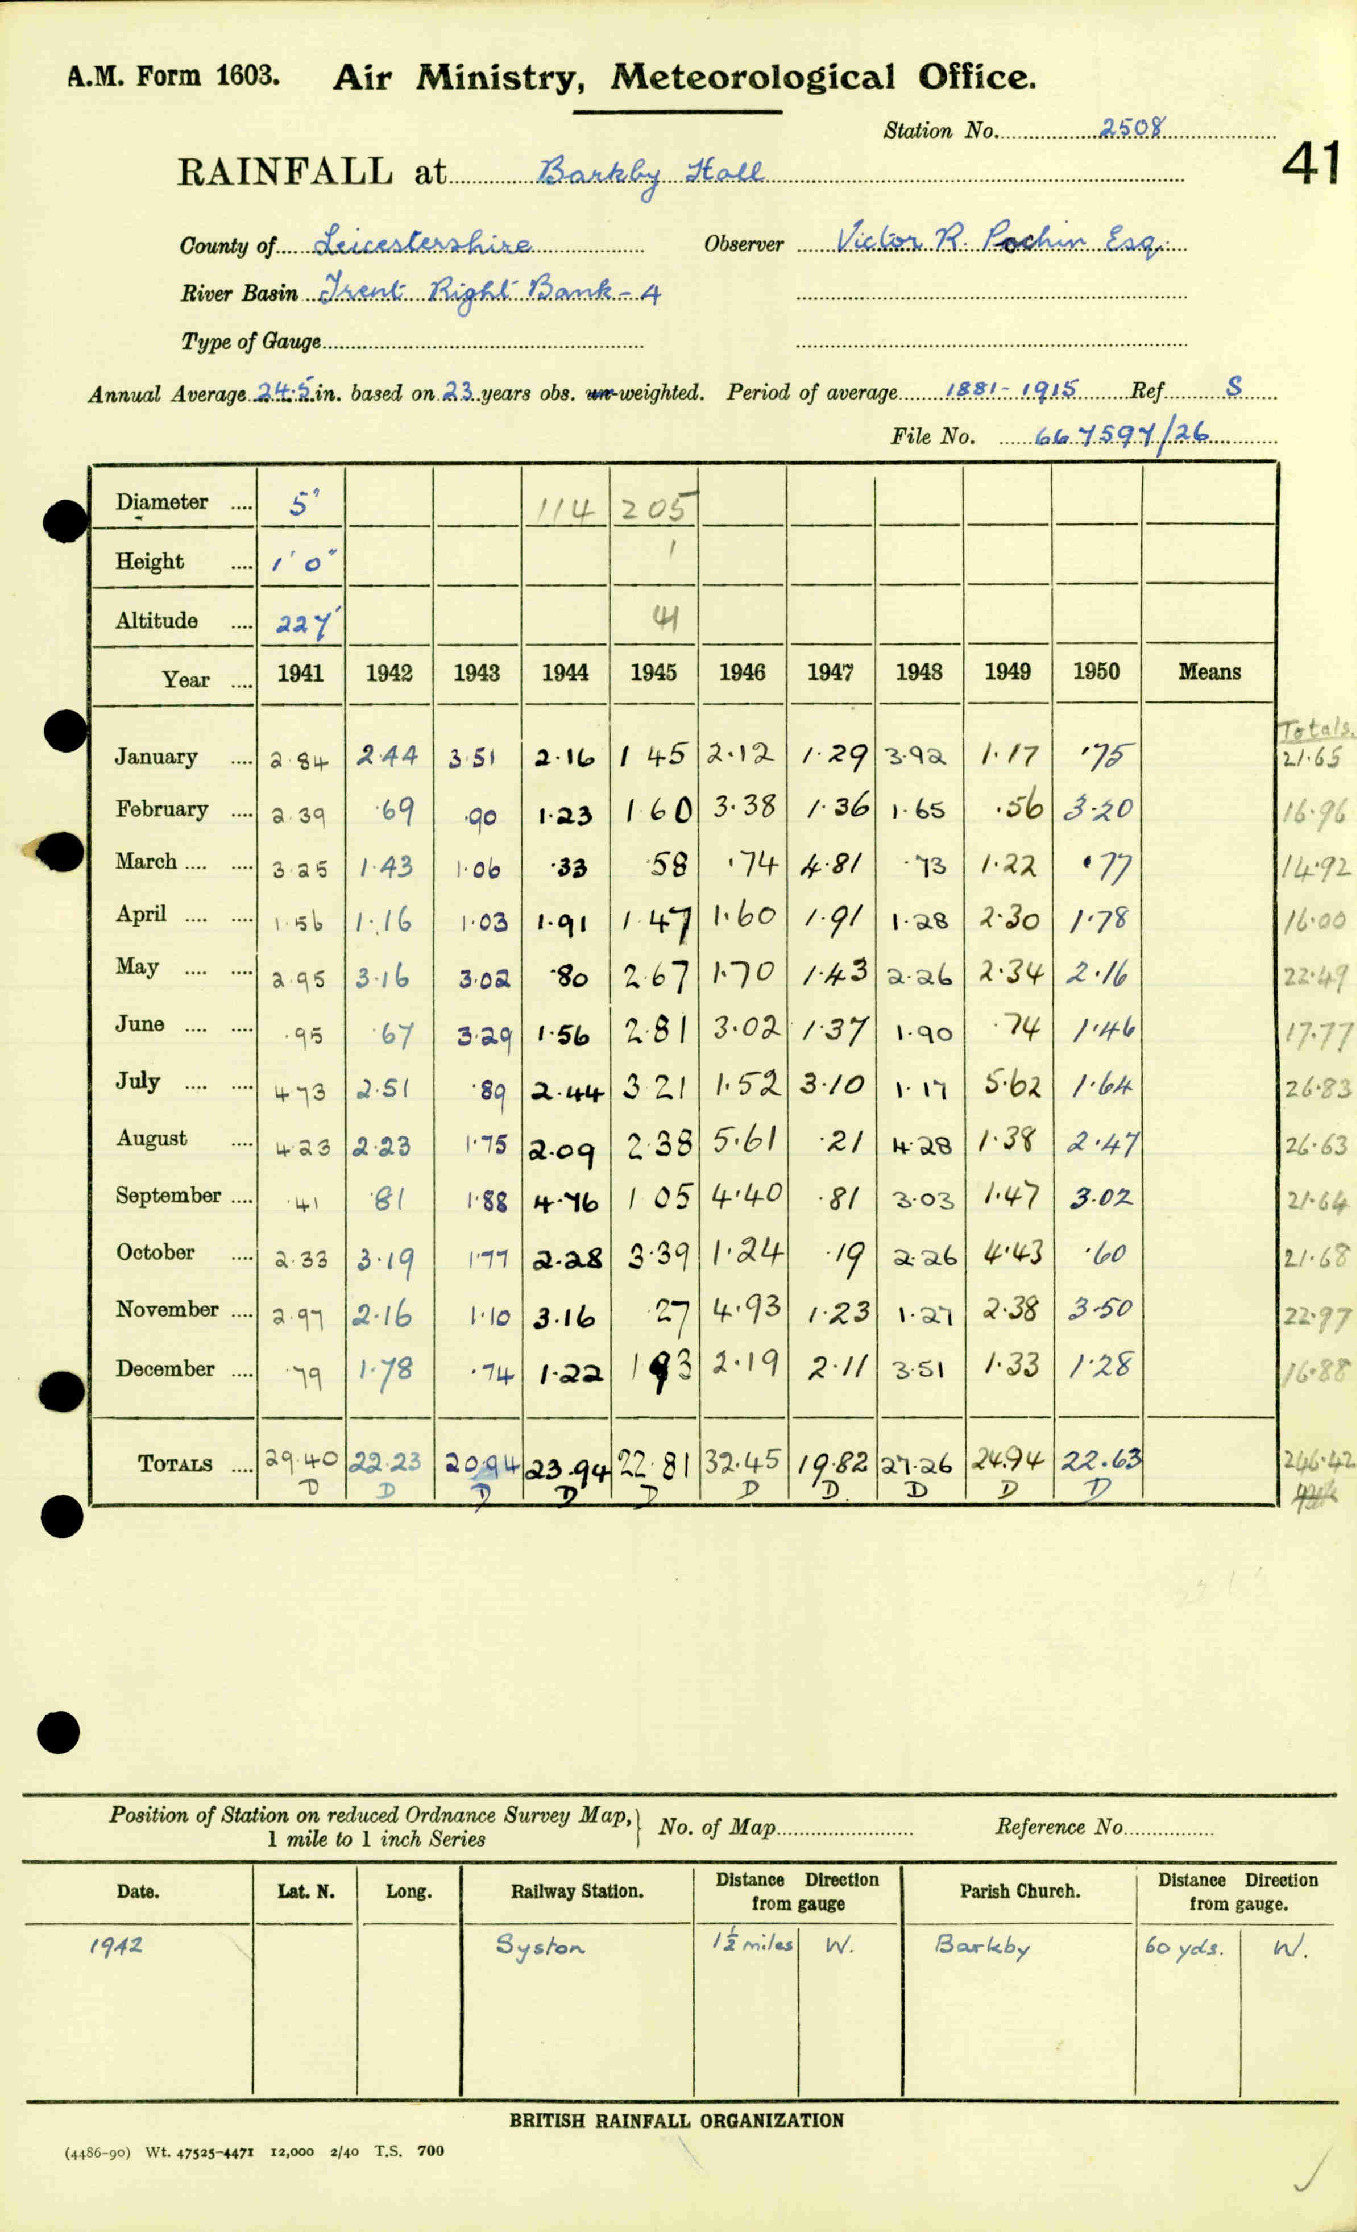 A.M. Form 1603. Air Ministry, Meteorological Office.
Station No. 2508
41
RAINFALL at Barkby Hall
County of Leicestershire Observer Victor R. Pochin Esq.
River Basin Trent Right Bank - 4
Type of Gauge
Annual Average 24.5 in. based on 23 years obs. un-weighted. Period of average 1881-1915 Ref. S
File No. 667597/26
Diameter .... 5" 114 205
Height .... 1' 0" 1
Altitude .... 227' 41
Year .... 1941 1942 1943 1944 1945 1946 1947 1948 1949 1950 Means
Totals.
January .... 2.84 2.44 3.51 2.16 1 45 2.12 1.29 3.92 1.17 .75 21.65
February .... 2.39 .69 .90 1.23 1 60 3.38 1.36 1.65 .56 3.20 16.96
March .... .... 3.25 1.43 1.06 .33 .58 .74 4.81 .73 1.22 .77 14.92
April .... .... 1.56 1.16 1.03 1.91 1.47 1.60 1.91 1.28 2.30 1.78 16.00
May .... .... 2.95 3.16 3.02 .80 2.67 1.70 1.43 2.26 2.34 2.16 22.49
June .... .... .95 .67 3.29 1.56 2.81 3.02 1.37 1.90 .74 1.46 17.77
July .... .... 4.73 2.51 .89 2.44 3 21 1.52 3.10 1.17 5.62 1.64 26.83
August .... 4.23 2.23 1.75 2.09 2.38 5.61 .21 4.28 1.38 2.47 26.63
September .... .41 .81 1.88 4.76 1 05 4.40 .81 3.03 1.47 3.02 21.64
October .... 2.33 3.19 1.77 2.28 3.39 1.24 .19 2.26 4.43 .60 21.68
November .... 2.97 2.16 1.10 3.16 .27 4.93 1.23 1.27 2.38 3.50 22.97
December .... .79 1.78 .74 1.22 1 93 2.19 2.11 3.51 1.33 1.28 16.88
TOTALS .... 29.40 22.23 20.94 23.94 22.81 32.45 19.82 27.26 24.94 22.63 246.42
D D D D D D D D D D
Position of Station on reduced Ordnance Survey Map,
1 mile to 1 inch Series
No. of Map Reference No.
Date. Lat. N. Long. Railway Station. Distance Direction from gauge Parish Church. Distance Direction from gauge.
1942 Syston 1½ miles W. Barkby 60 yds. W.
BRITISH RAINFALL ORGANIZATION
(4486-90) Wt. 47525-4471 12,000 2/40 T.S. 700